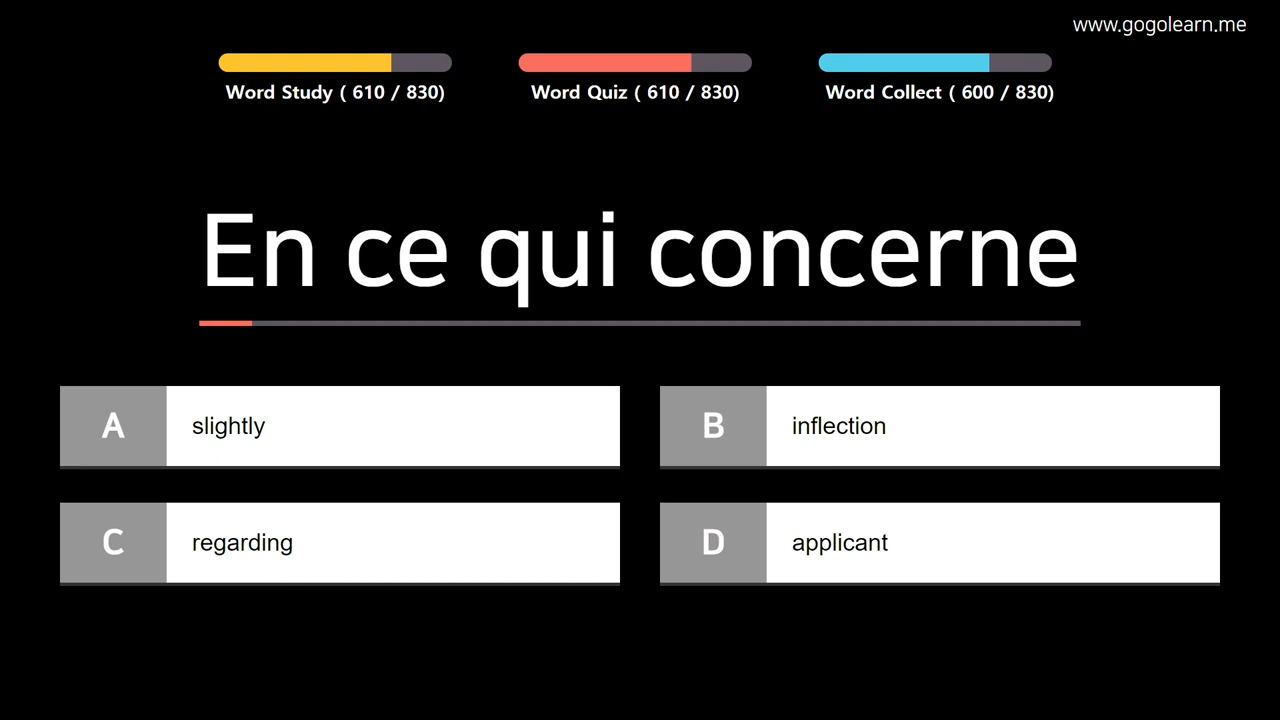 www.gogolearn.me
Word Study ( 610 / 830)
Word Quiz ( 610 / 830)
Word Collect ( 600 / 830)
En ce qui concerne
A slightly
B inflection
C regarding
D applicant